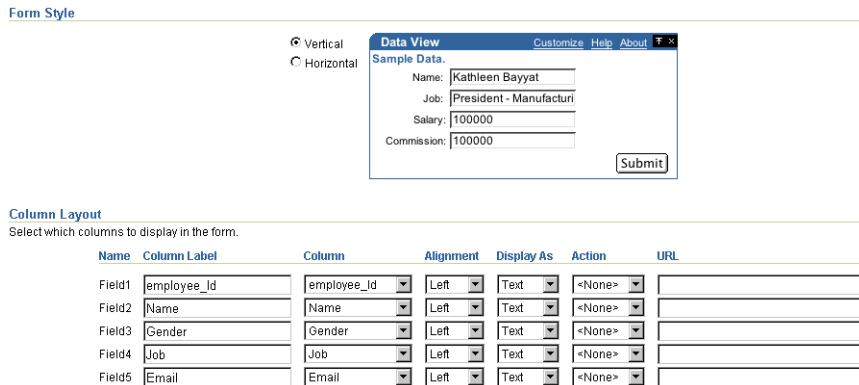 Form Style
Vertical
Horizontal
Data View Customize Help About
Sample Data.
Name: Kathleen Bayyat
Job: President - Manufacturi
Salary: 100000
Commission: 100000
Submit
Column Layout
Select which columns to display in the form.
Name Column Label Column Alignment Display As Action URL
Field1 employee_Id employee_Id Left Text <None>
Field2 Name Name Left Text <None>
Field3 Gender Gender Left Text <None>
Field4 Job Job Left Text <None>
Field5 Email Email Left Text <None>